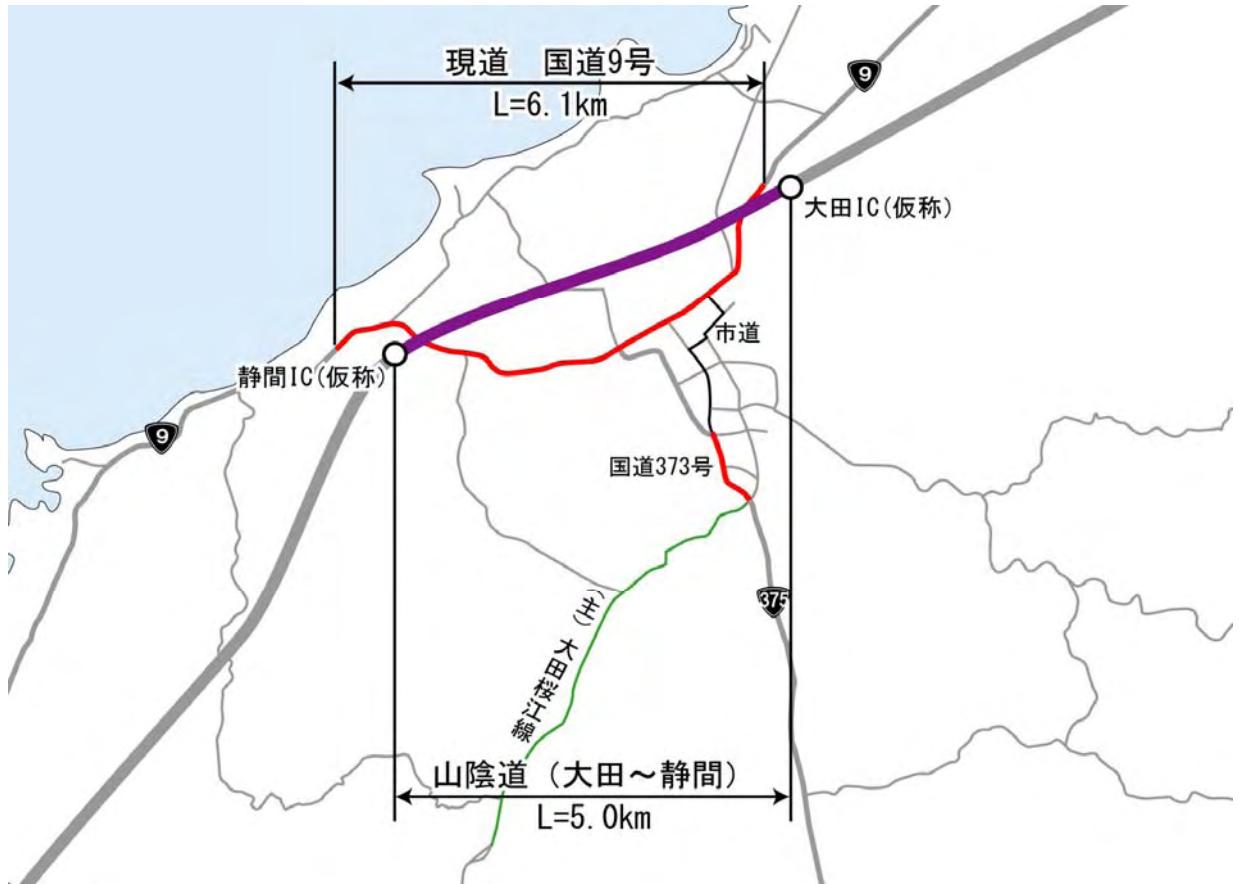 現道　国道9号
L=6.1km
9
大田IC(仮称)
市道
静間IC(仮称)
9
国道373号
375
(主) 大田桜江線
山陰道（大田～静間）
L=5.0km